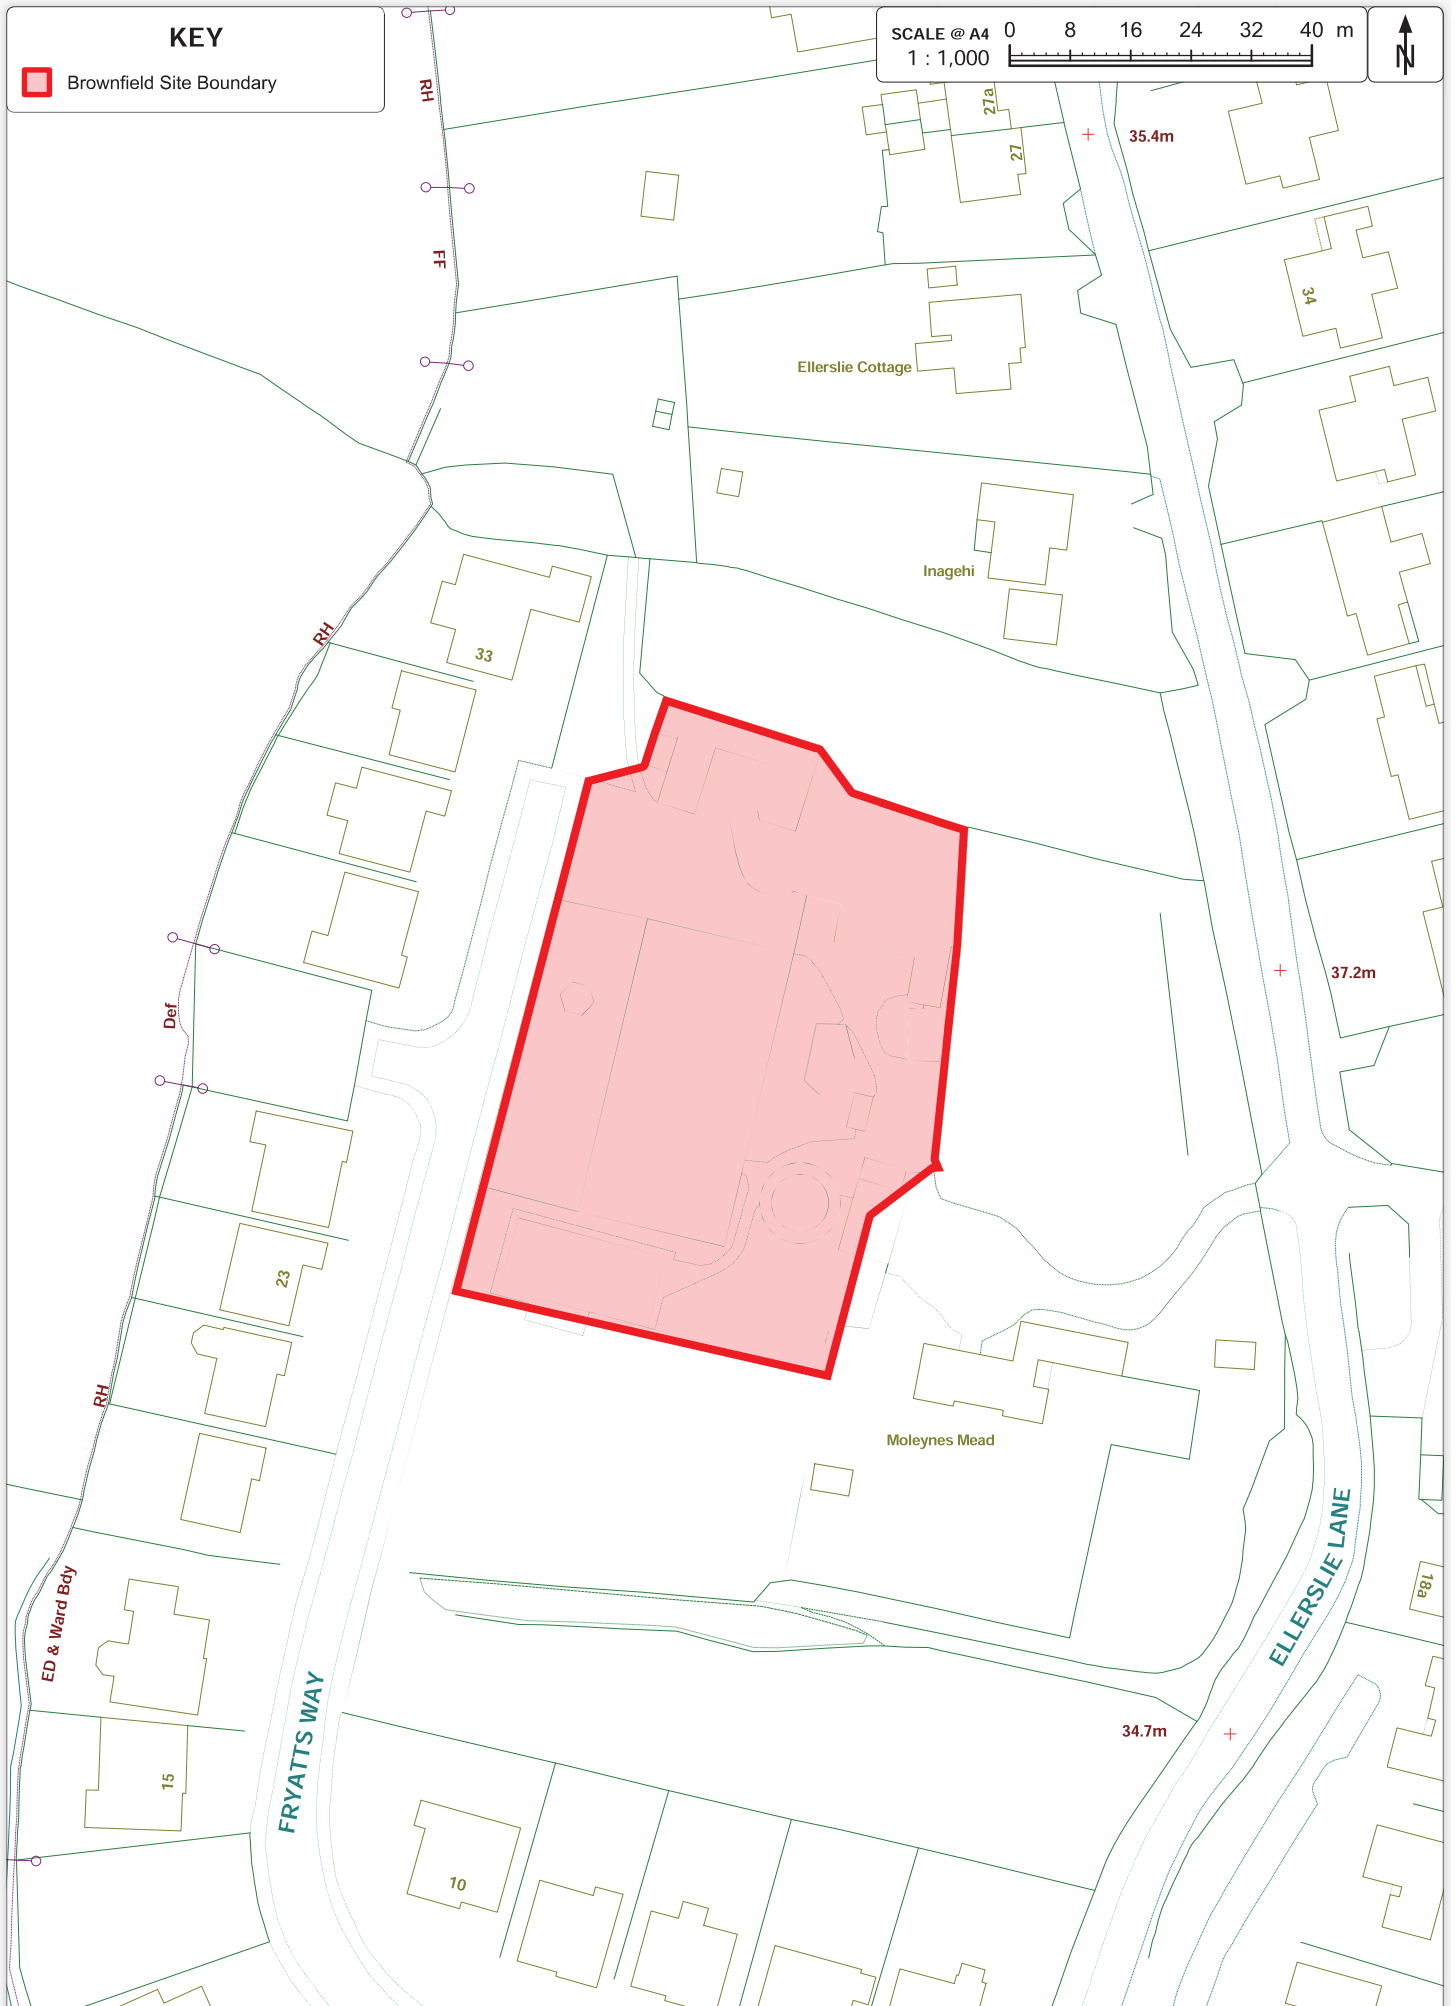 KEY
Brownfield Site Boundary
SCALE @ A4
1 : 1,000
0 8 16 24 32 40 m
N
RH
27a
35.4m
27
FF
34
Ellerslie Cottage
Inagehi
RH
33
37.2m
Def
23
RH
Moleynes Mead
ELLERSLIE LANE
18a
ED & Ward Bdy
FRYATTS WAY
34.7m
15
10